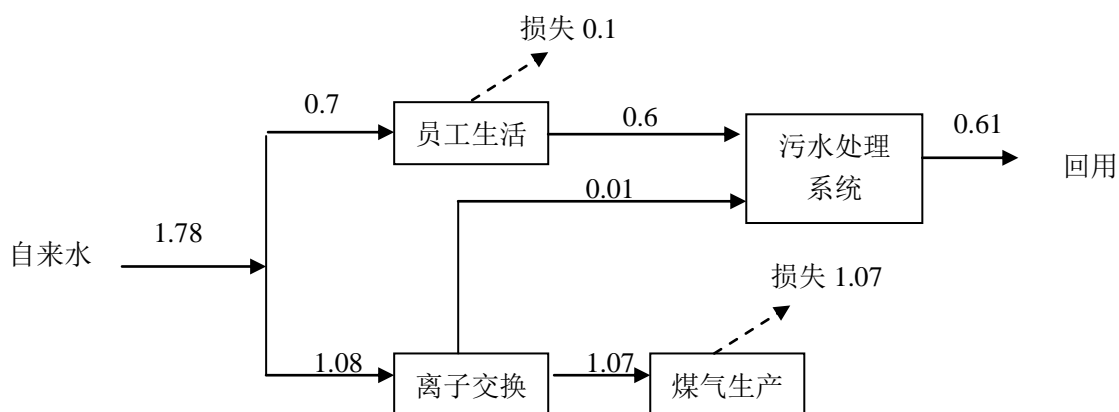 损失 0.1
0.7
员工生活
0.6
污水处理
系统
0.61
回用
0.01
自来水
1.78
损失 1.07
1.08
离子交换
1.07
煤气生产